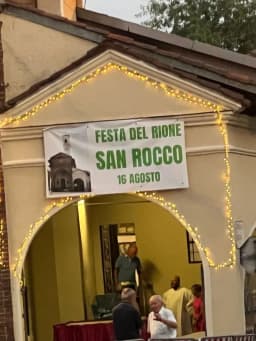 FESTA DEL RIONE
SAN ROCCO
16 AGOSTO